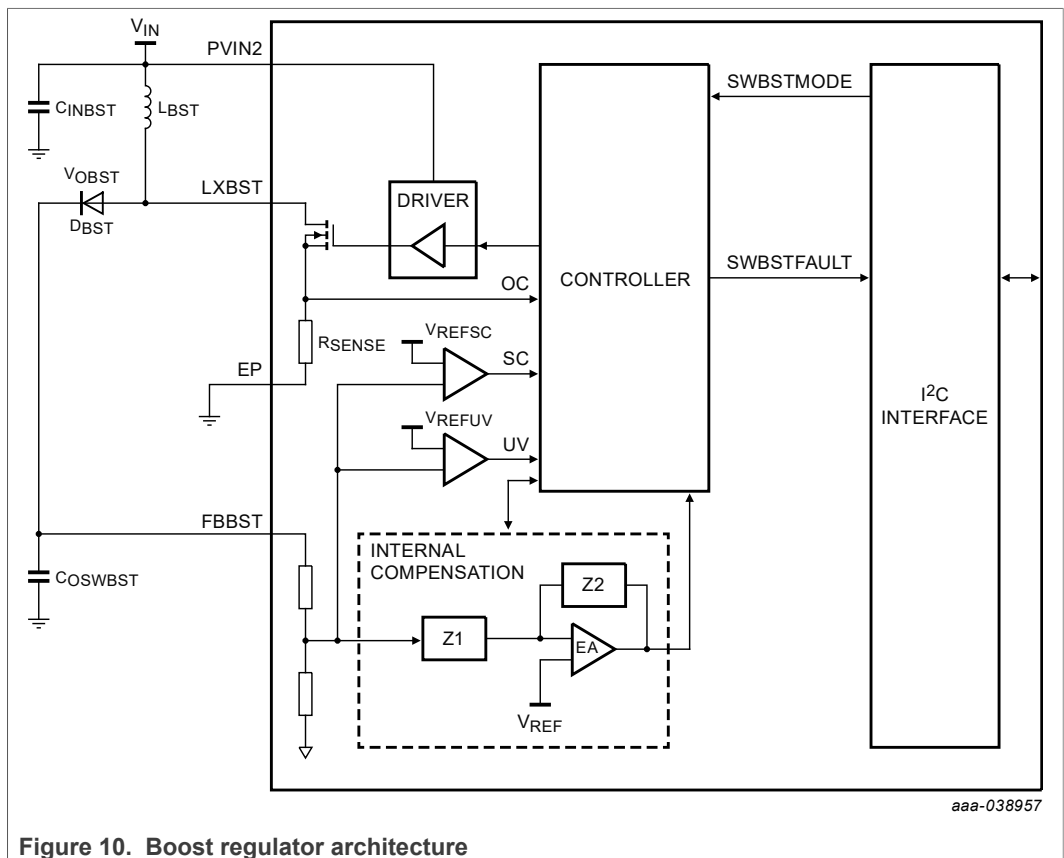 VIN
PVIN2
CINBST
LBST
SWBSTMODE
VOBST
LXBST
DBST
DRIVER
CONTROLLER
SWBSTFAULT
OC
RSENSE
VREFSC
SC
EP
I2C
INTERFACE
VREFUV
UV
FBBST
INTERNAL
COMPENSATION
COSWBST
Z2
Z1
EA
VREF
aaa-038957
Figure 10. Boost regulator architecture